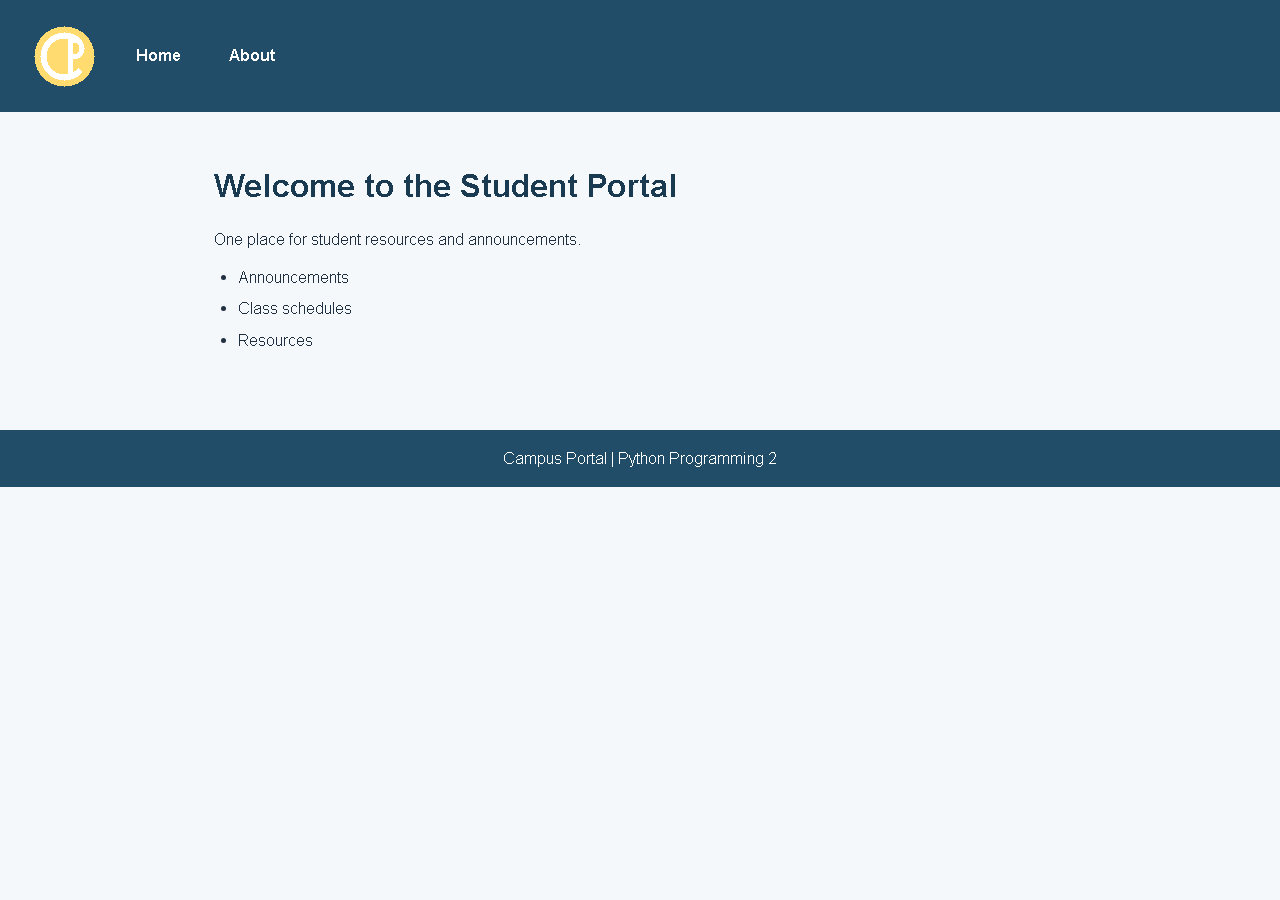 CP
Home About
Welcome to the Student Portal
One place for student resources and announcements.
Announcements
Class schedules
Resources
Campus Portal | Python Programming 2